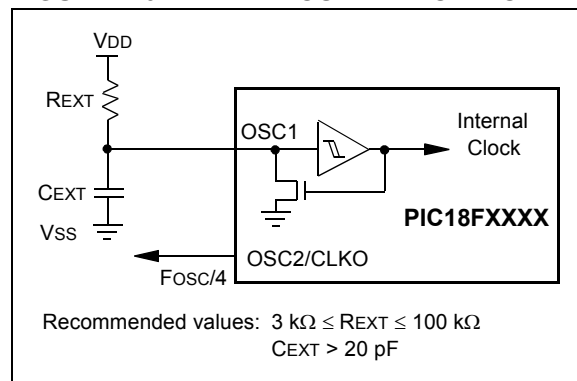 VDD
REXT
OSC1
Internal
Clock
CEXT
PIC18FXXXX
VSS
OSC2/CLKO
FOSC/4
Recommended values: 3 kΩ ≤ REXT ≤ 100 kΩ
CEXT > 20 pF